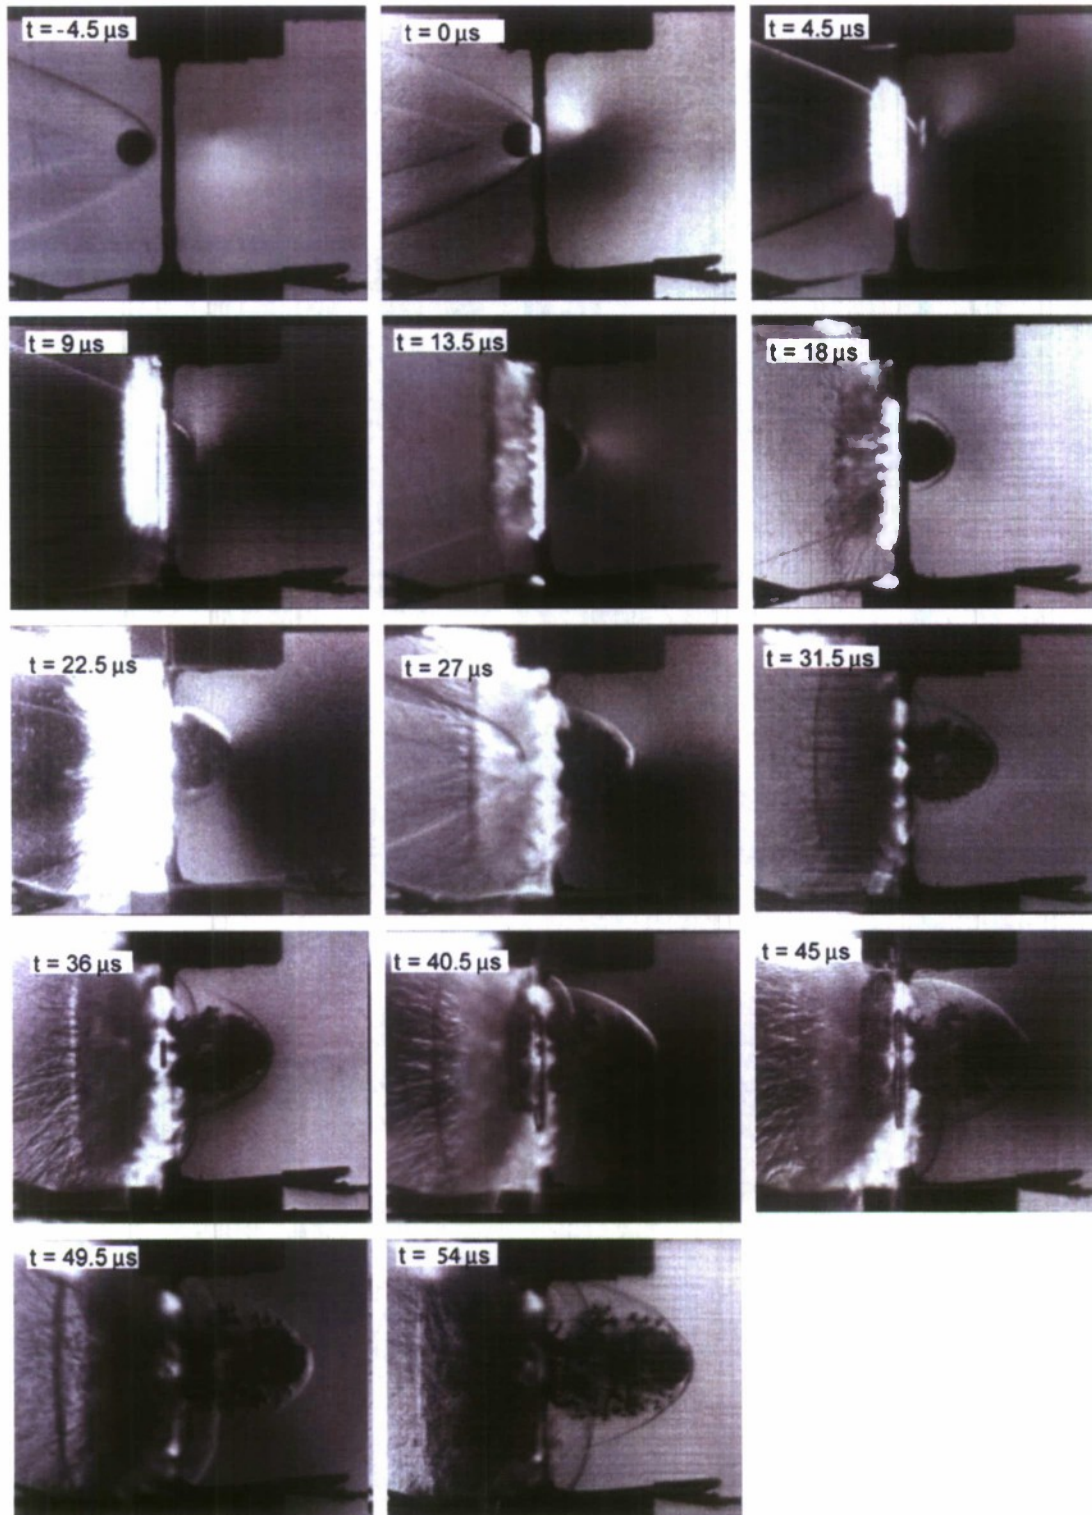 t = -4.5 µs
t = 0 µs
t = 4.5 µs
t = 9 µs
t = 13.5 µs
t = 18 µs
t = 22.5 µs
t = 27 µs
t = 31.5 µs
t = 36 µs
t = 40.5 µs
t = 45 µs
t = 49.5 µs
t = 54 µs